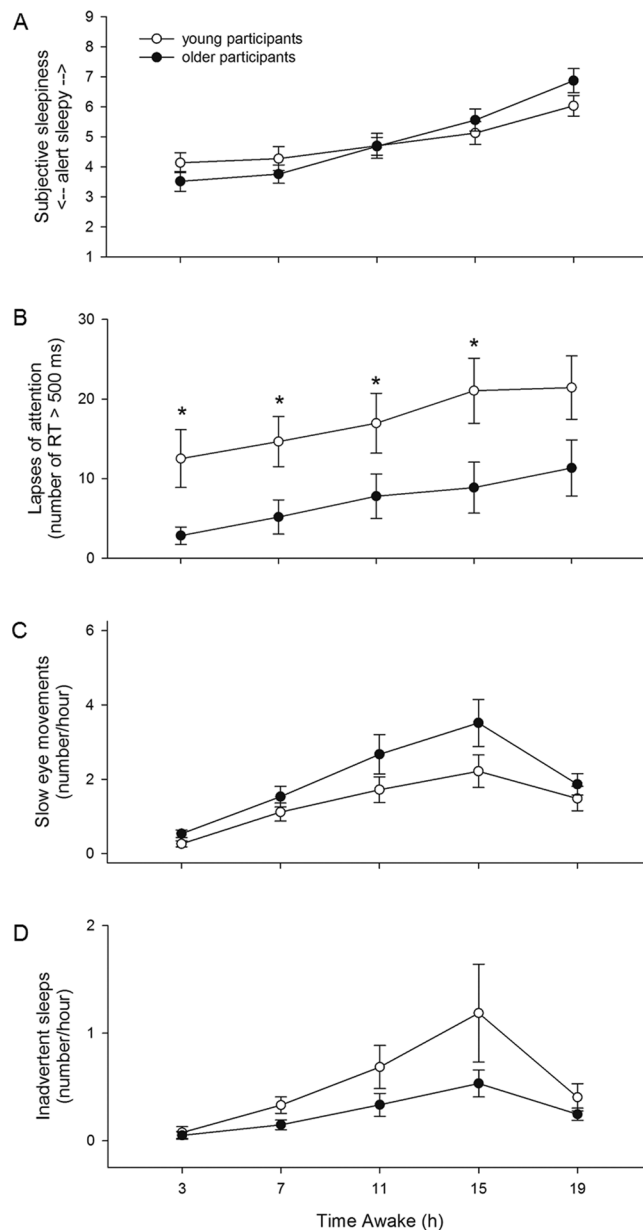 A
Subjective sleepiness
<-- alert sleepy -->
9
8
7
6
5
4
3
2
1
young participants
older participants
B
Lapses of attention
(number of RT > 500 ms)
30
20
10
0
*
*
*
*
C
Slow eye movements
(number/hour)
6
4
2
0
D
Inadvertent sleeps
(number/hour)
2
1
0
3 7 11 15 19
Time Awake (h)